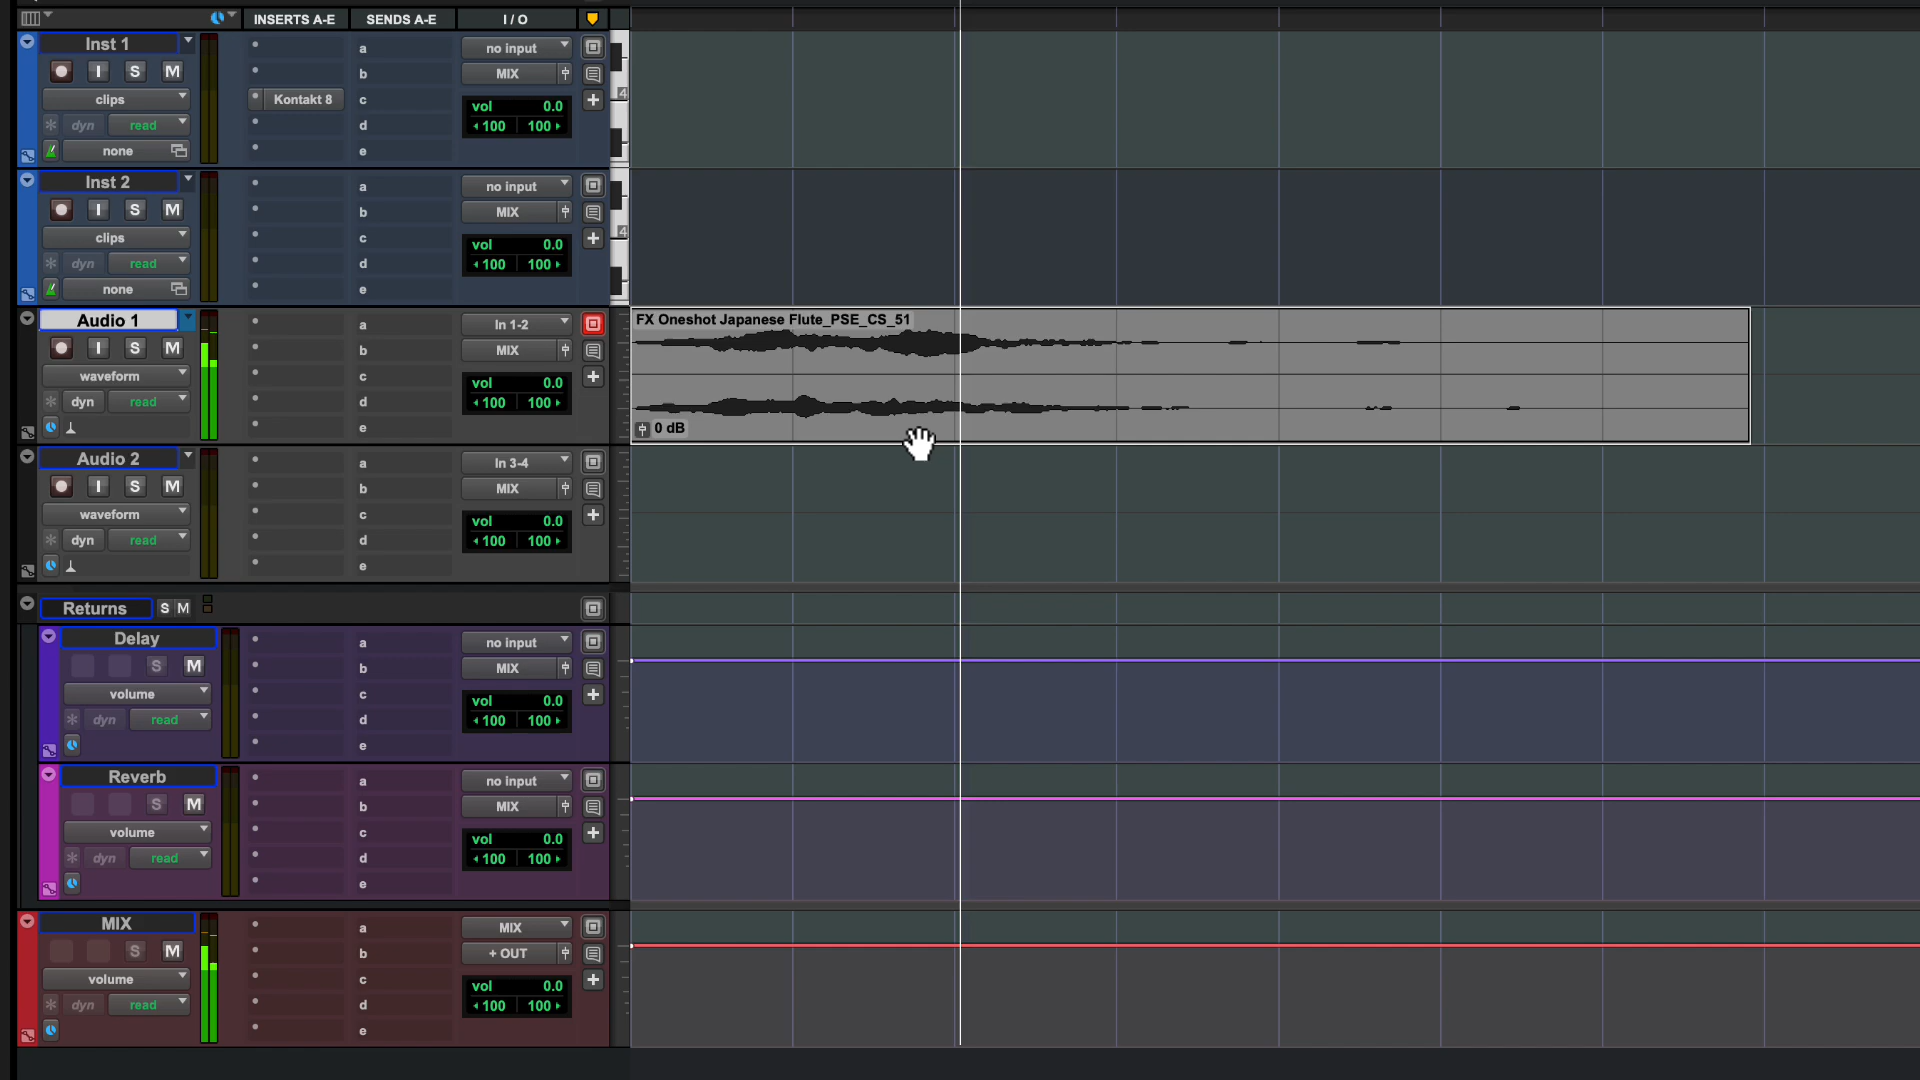 INSERTS A-E SENDS A-E I / O
Inst 1 a no input
I S M b MIX
clips Kontakt 8 c vol 0.0
dyn read d 100 100
none e
4
Inst 2 a no input
I S M b MIX
clips c vol 0.0
dyn read d 100 100
none e
4
Audio 1 a In 1-2 FX Oneshot Japanese Flute_PSE_CS_51
I S M b MIX
waveform c vol 0.0
dyn read d 100 100
e 0 dB
Audio 2 a In 3-4
I S M b MIX
waveform c vol 0.0
dyn read d 100 100
e
Returns S M
Delay a no input
S M b MIX
volume c vol 0.0
dyn read d 100 100
e
Reverb a no input
S M b MIX
volume c vol 0.0
dyn read d 100 100
e
MIX a MIX
S M b + OUT
volume c vol 0.0
dyn read d 100 100
e